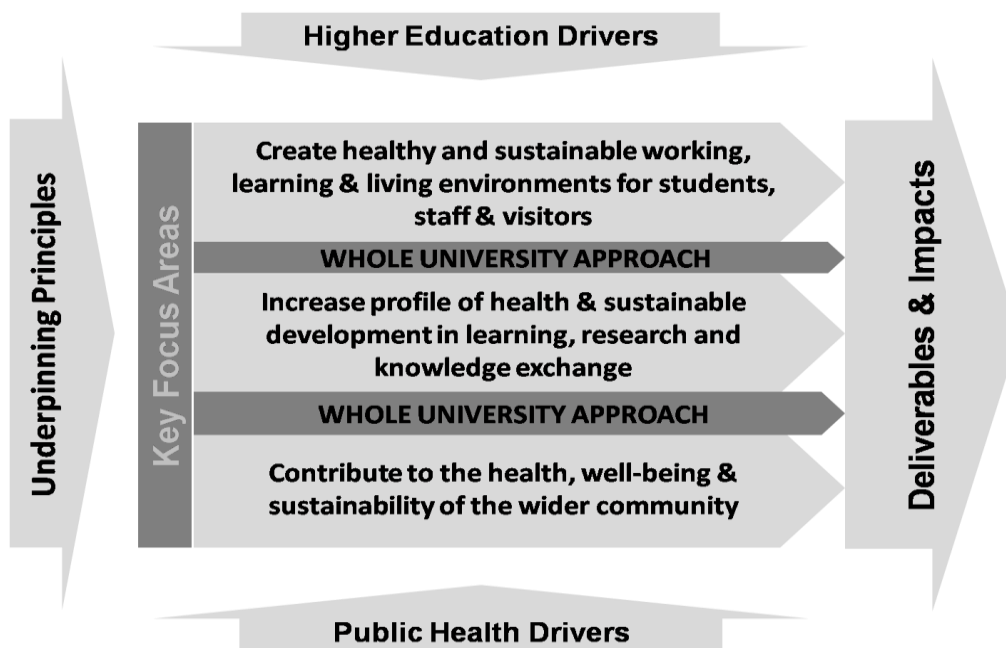 Higher Education Drivers
Underpinning Principles
Key Focus Areas
Create healthy and sustainable working,
learning & living environments for students,
staff & visitors
WHOLE UNIVERSITY APPROACH
Increase profile of health & sustainable
development in learning, research and
knowledge exchange
WHOLE UNIVERSITY APPROACH
Contribute to the health, well-being &
sustainability of the wider community
Deliverables & Impacts
Public Health Drivers